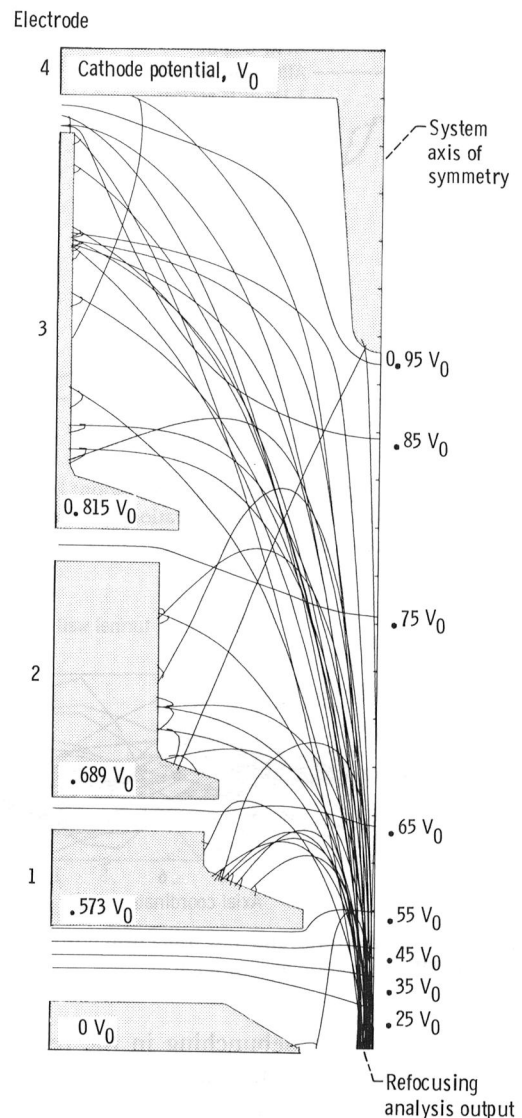 Electrode
4
Cathode potential, V0
System
axis of
symmetry
3
0.95 V0
.85 V0
0.815 V0
.75 V0
2
.689 V0
.65 V0
1
.573 V0
.55 V0
.45 V0
.35 V0
.25 V0
0 V0
Refocusing
analysis output